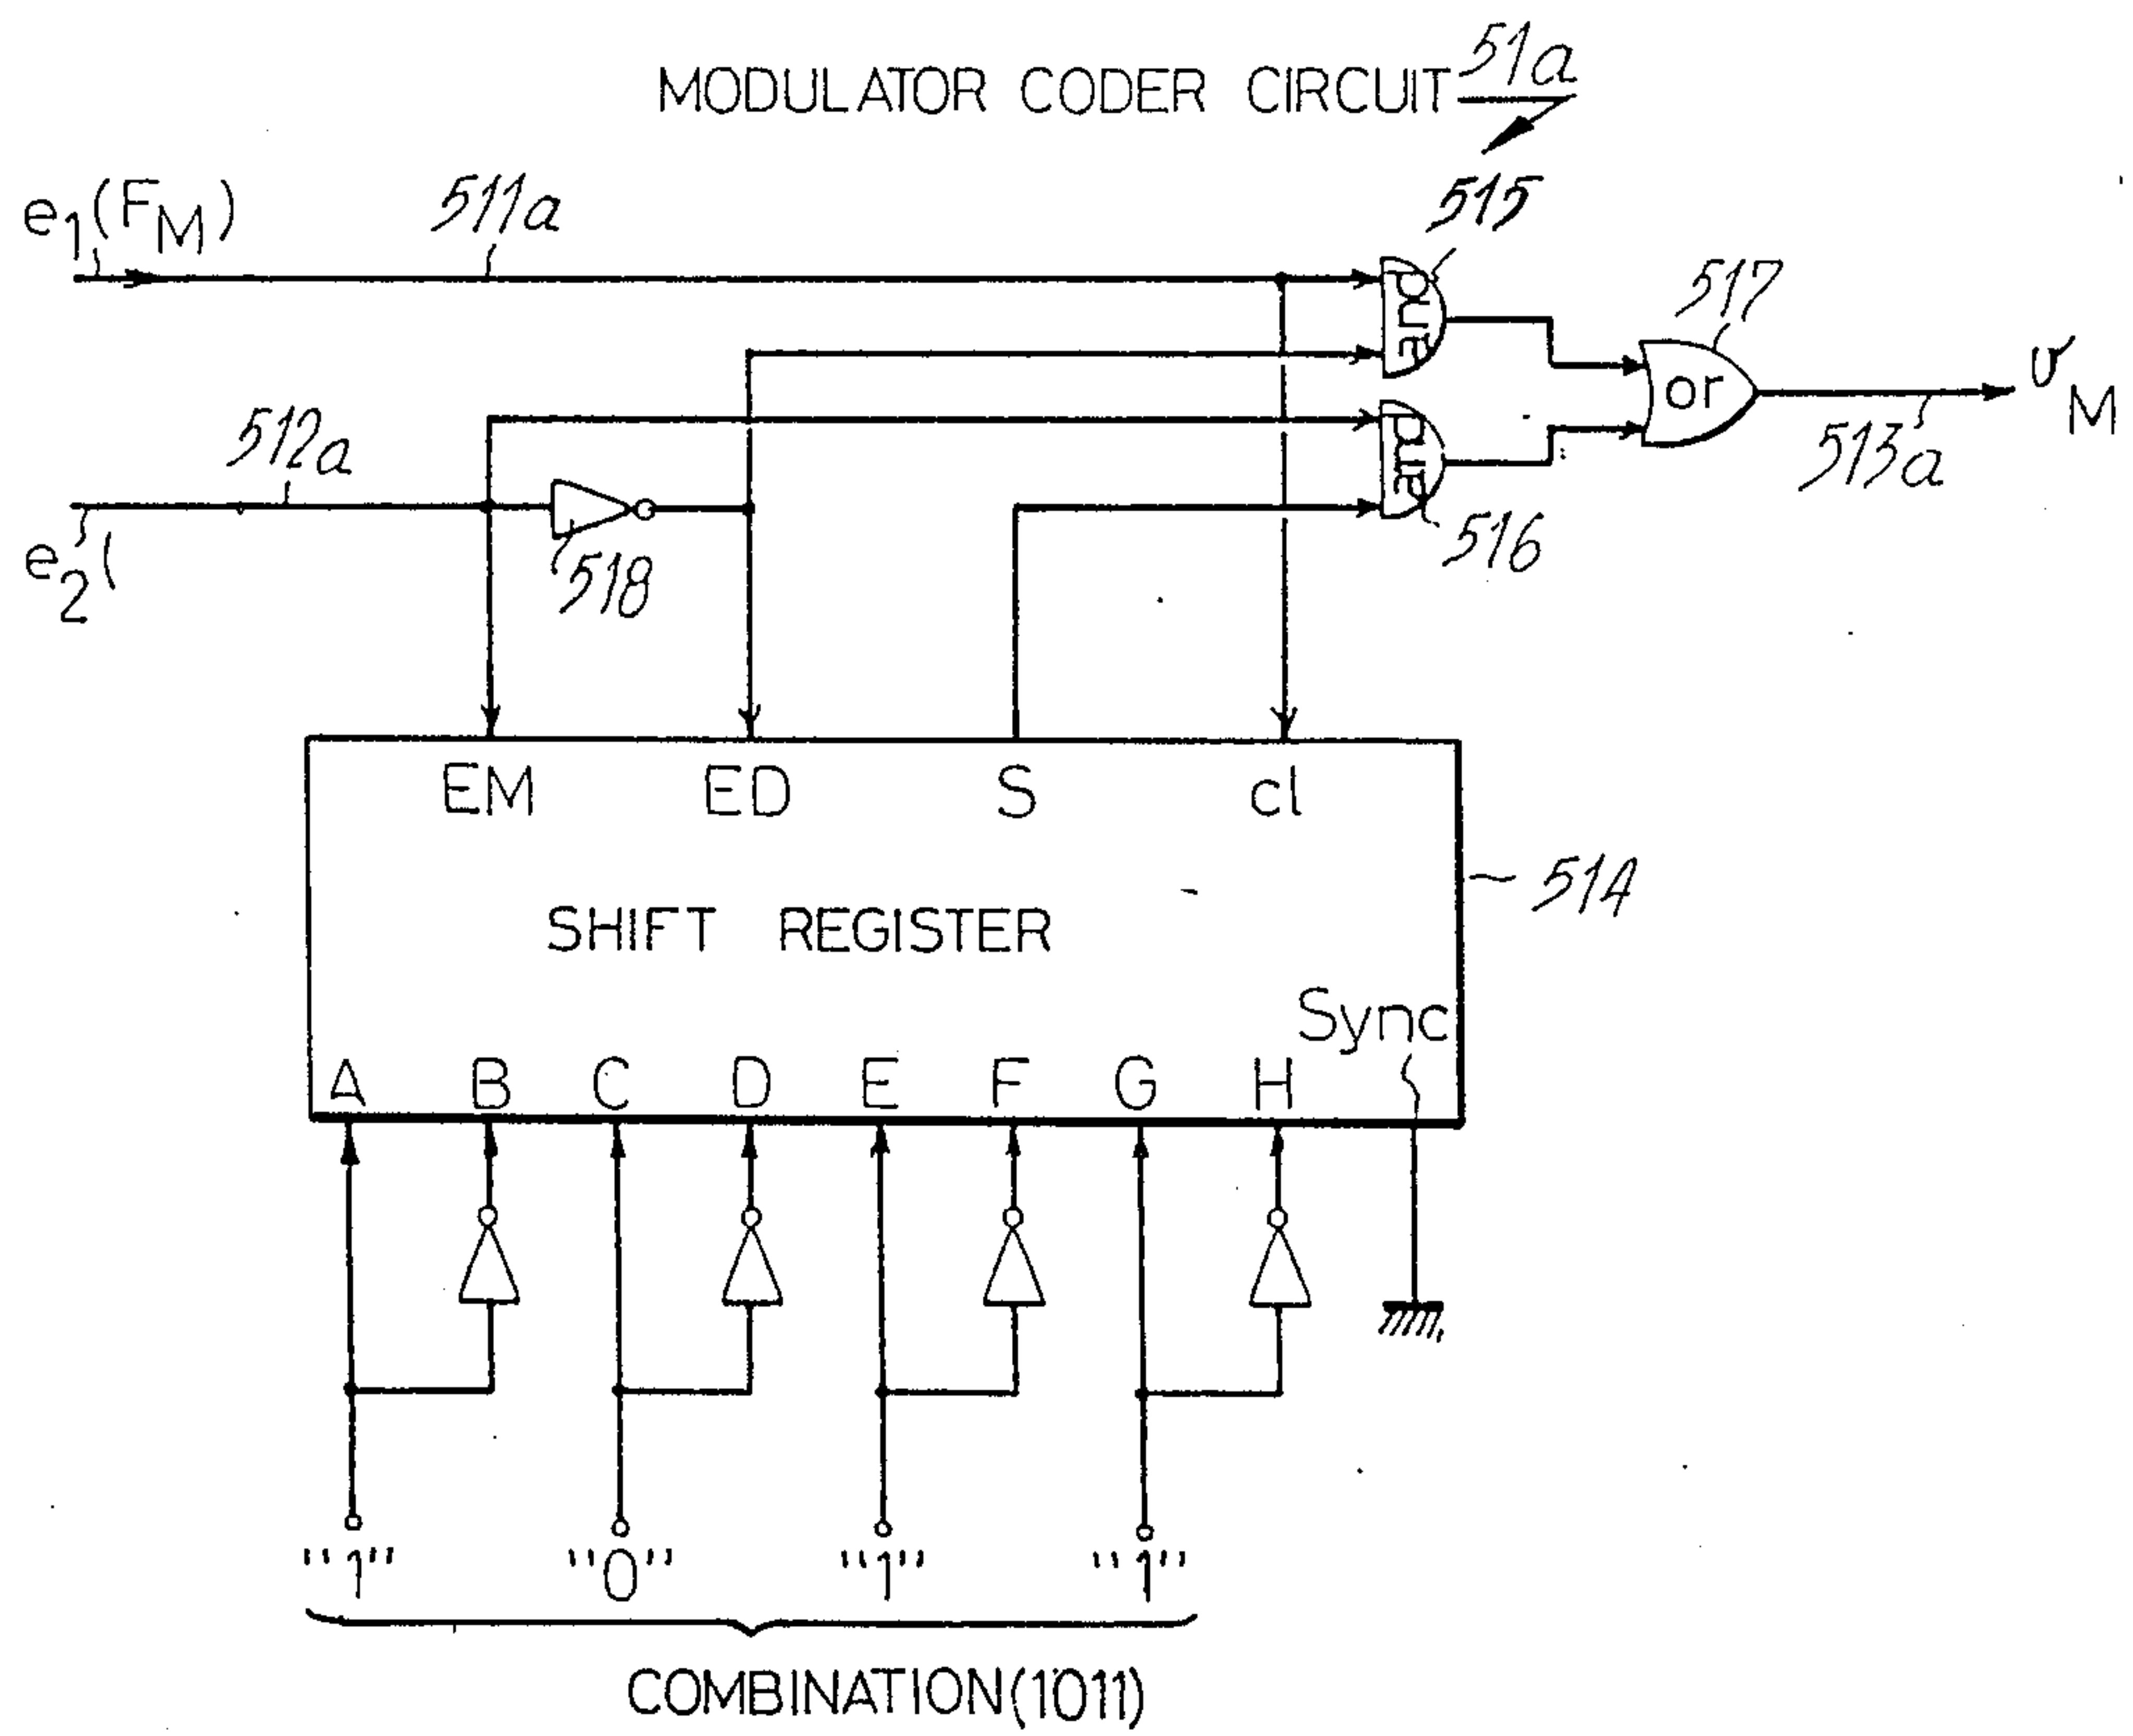 MODULATOR CODER CIRCUIT 51a
e1(FM)
511a
515
and
517
or
υM
513a
512a
and
516
e2(
518
EM ED S cl
514
SHIFT REGISTER
Sync
A B C D E F G H
"1" "0" "1" "1"
COMBINATION(1011)